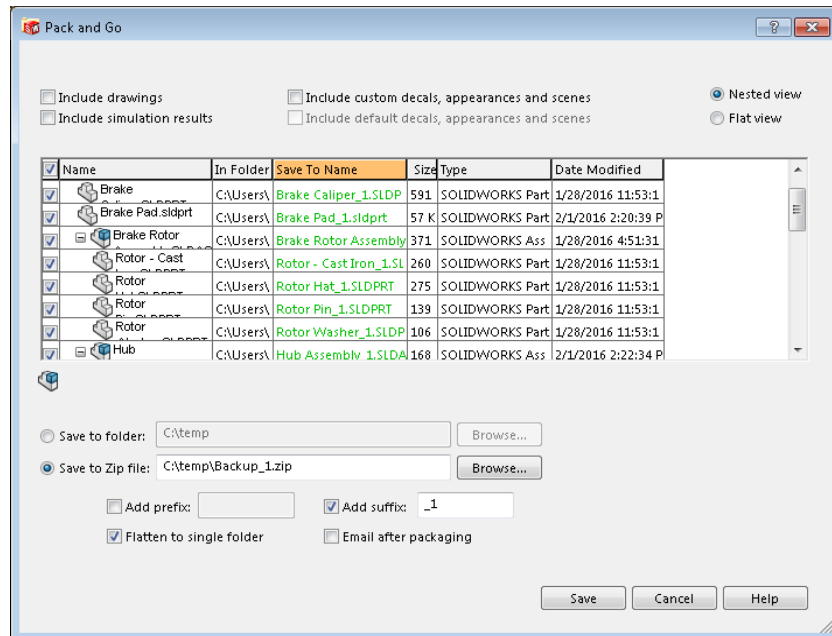 Pack and Go
Include drawings
Include custom decals, appearances and scenes
Nested view
Include simulation results
Include default decals, appearances and scenes
Flat view
Name In Folder Save To Name Size Type Date Modified
Brake C:\Users\ Brake Caliper_1.SLDP 591 SOLIDWORKS Part 1/28/2016 11:53:1
Brake Pad.sldprt C:\Users\ Brake Pad_1.sldprt 57 K SOLIDWORKS Part 2/1/2016 2:20:39 P
Brake Rotor C:\Users\ Brake Rotor Assembly 371 SOLIDWORKS Ass 1/28/2016 4:51:31
Rotor - Cast C:\Users\ Rotor - Cast Iron_1.SL 260 SOLIDWORKS Part 1/28/2016 11:53:1
Rotor C:\Users\ Rotor Hat_1.SLDPRT 275 SOLIDWORKS Part 1/28/2016 11:53:1
Rotor C:\Users\ Rotor Pin_1.SLDPRT 139 SOLIDWORKS Part 1/28/2016 11:53:1
Rotor C:\Users\ Rotor Washer_1.SLDP 106 SOLIDWORKS Part 1/28/2016 11:53:1
Hub C:\Users\ Hub Assembly_1.SLDA 168 SOLIDWORKS Ass 2/1/2016 2:22:34 P
Save to folder: C:\temp Browse...
Save to Zip file: C:\temp\Backup_1.zip Browse...
Add prefix: Add suffix: _1
Flatten to single folder Email after packaging
Save Cancel Help